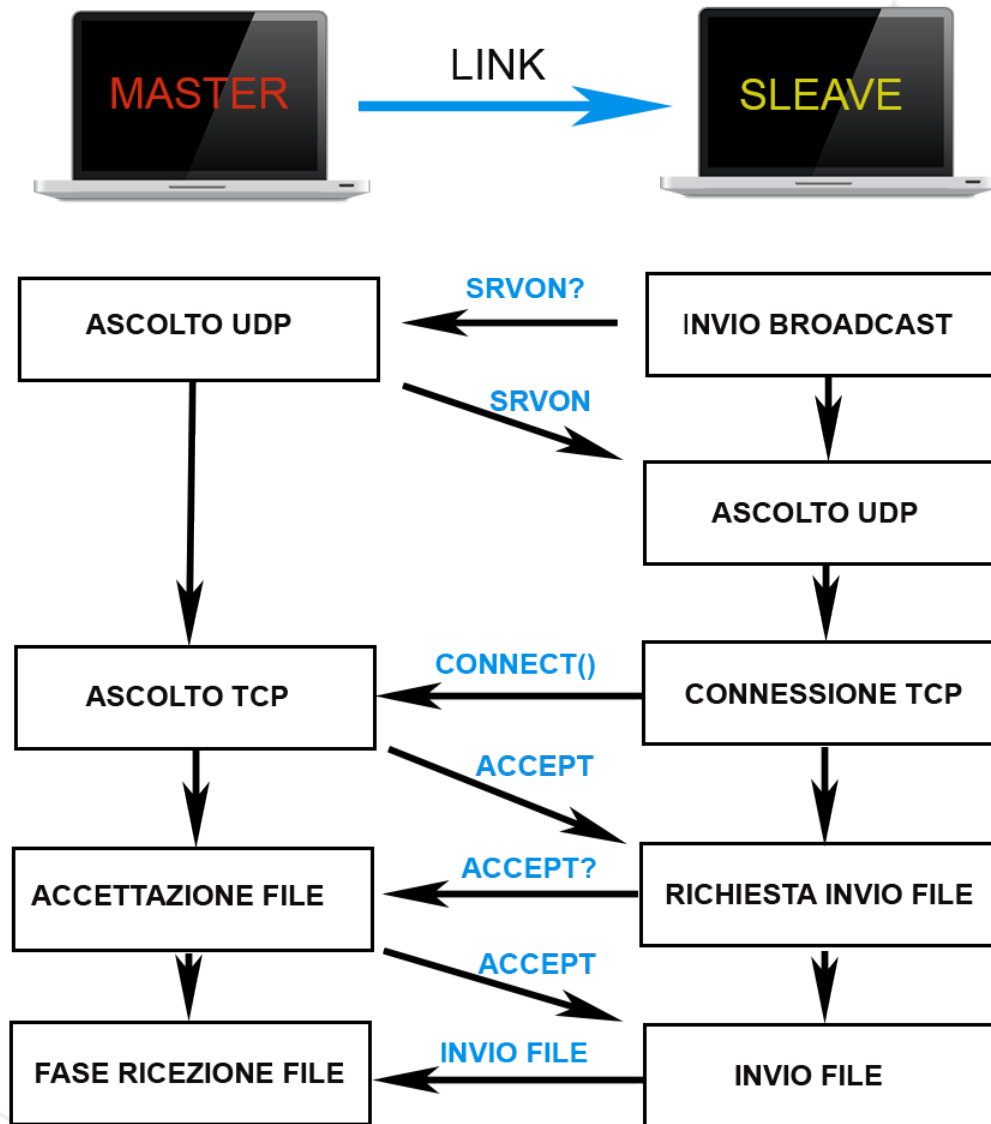 MASTER
LINK
SLEAVE
SRVON?
ASCOLTO UDP
INVIO BROADCAST
SRVON
ASCOLTO UDP
CONNECT()
ASCOLTO TCP
CONNESSIONE TCP
ACCEPT
ACCEPT?
ACCETTAZIONE FILE
RICHIESTA INVIO FILE
ACCEPT
INVIO FILE
FASE RICEZIONE FILE
INVIO FILE